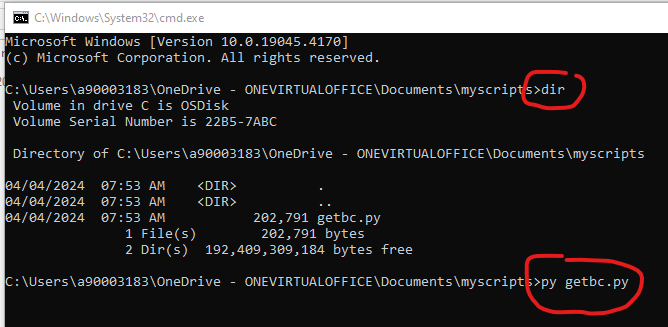 C:\Windows\System32\cmd.exe
Microsoft Windows [Version 10.0.19045.4170]
(c) Microsoft Corporation. All rights reserved.
C:\Users\a90003183\OneDrive - ONEVIRTUALOFFICE\Documents\myscripts>dir
Volume in drive C is OSDisk
Volume Serial Number is 22B5-7ABC
Directory of C:\Users\a90003183\OneDrive - ONEVIRTUALOFFICE\Documents\myscripts
04/04/2024  07:53 AM    <DIR>          .
04/04/2024  07:53 AM    <DIR>          ..
04/04/2024  07:53 AM           202,791 getbc.py
1 File(s)        202,791 bytes
2 Dir(s)  192,409,309,184 bytes free
C:\Users\a90003183\OneDrive - ONEVIRTUALOFFICE\Documents\myscripts>py getbc.py